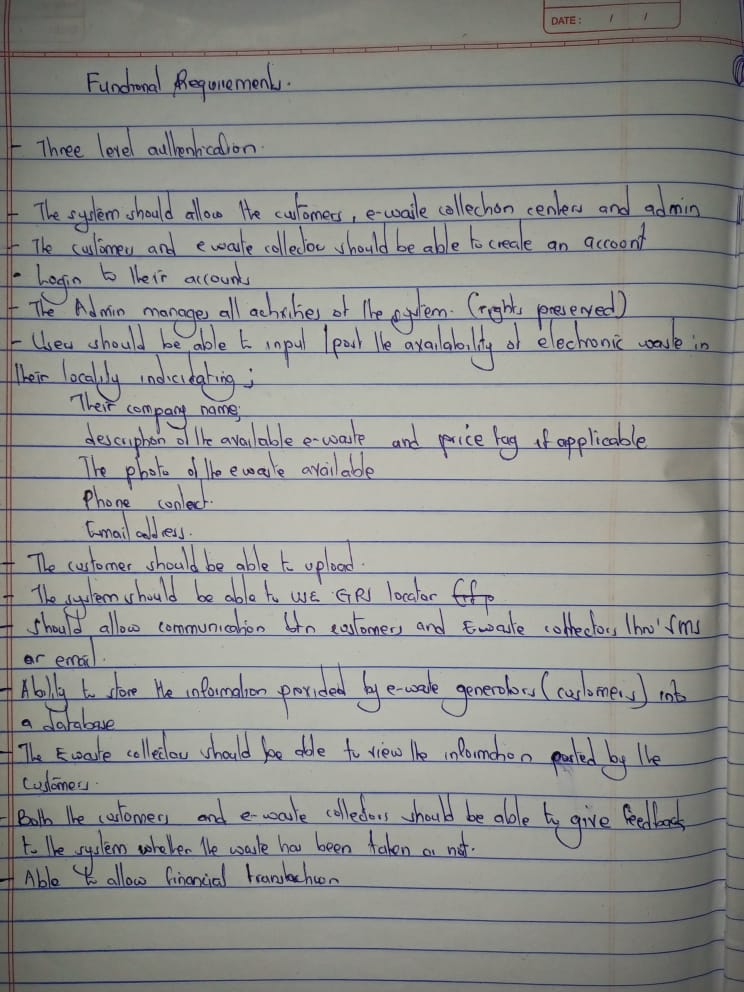 DATE: / /
Functional Requirements.
- Three level authentication.
- The system should allow the customers, e-waste collection centers and admin
- The customers and e waste collectors should be able to create an account
• Login to their accounts
- The Admin manages all activities of the system. (rights preserved)
- Users should be able to input / post the availability of electronic waste in
their locality indicidating;
Their company name;
description of the available e-waste and price tag if applicable
The photo of the e waste available
Phone contact.
Email address.
- The customer should be able to upload.
- The system should be able to use GPS locator
- Should allow communication btn customers and Ewaste collectors thro' sms
or email.
- Ability to store the information provided by e-waste generators (customers) into
a database
- The Ewaste collectors should be able to view the information posted by the
customers.
- Both the customers and e-waste collectors should be able to give feedback
to the system whether the waste has been taken or not.
- Able to allow financial transaction